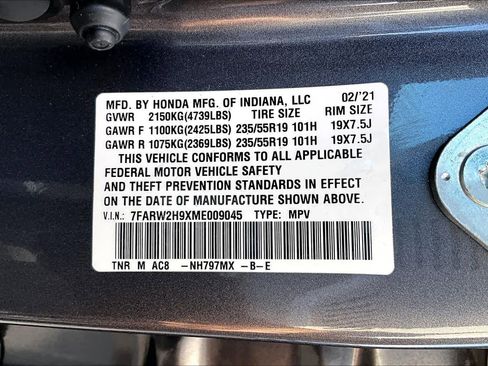 MFD. BY HONDA MFG. OF INDIANA, LLC 02/'21
GVWR 2150KG(4739LBS) TIRE SIZE RIM SIZE
GAWR F 1100KG(2425LBS) 235/55R19 101H 19X7.5J
GAWR R 1075KG(2369LBS) 235/55R19 101H 19X7.5J
THIS VEHICLE CONFORMS TO ALL APPLICABLE
FEDERAL MOTOR VEHICLE SAFETY
AND THEFT PREVENTION STANDARDS IN EFFECT
ON THE DATE OF MANUFACTURE SHOWN ABOVE.
V.I.N.: 7FARW2H9XME009045 TYPE: MPV
TNR M AC8 -NH797MX -B-E